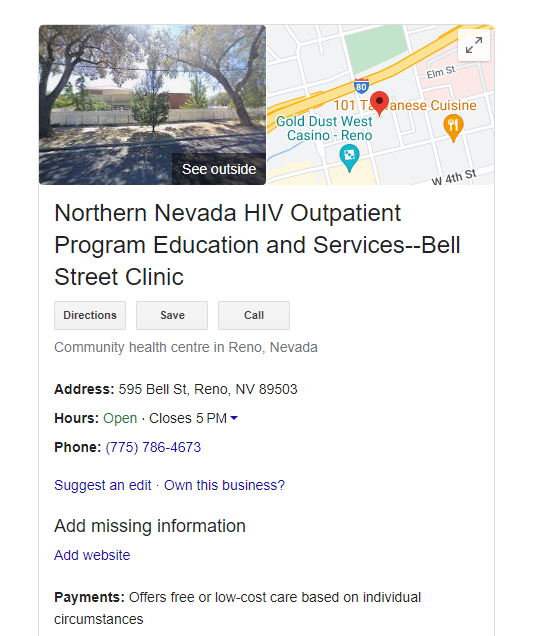 See outside
80
Elm St
101 Taiwanese Cuisine
Gold Dust West
Casino - Reno
W 4th St
Northern Nevada HIV Outpatient
Program Education and Services--Bell
Street Clinic
Directions Save Call
Community health centre in Reno, Nevada
Address: 595 Bell St, Reno, NV 89503
Hours: Open · Closes 5 PM
Phone: (775) 786-4673
Suggest an edit · Own this business?
Add missing information
Add website
Payments: Offers free or low-cost care based on individual
circumstances